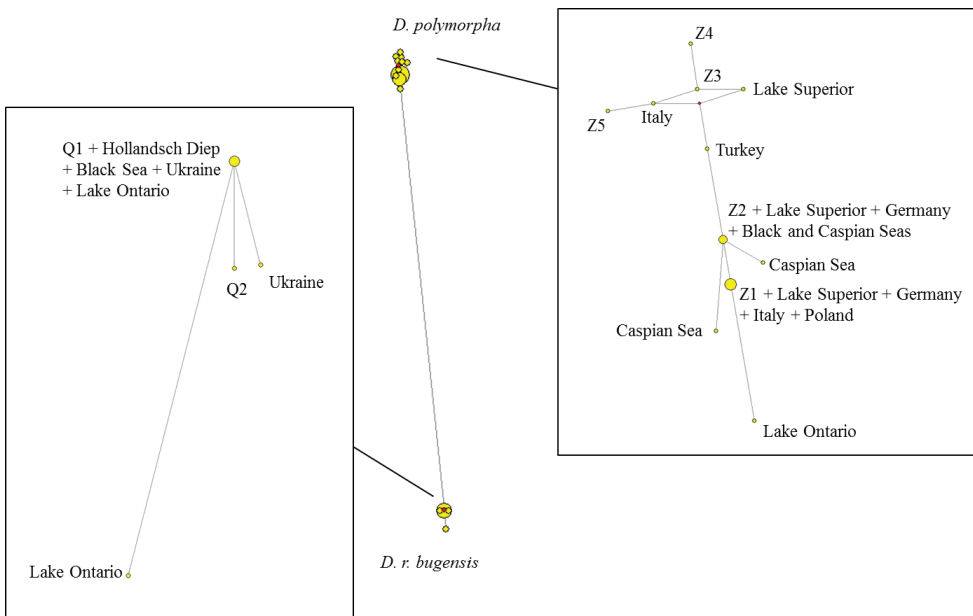 D. polymorpha
Z4
Z3
Lake Superior
Italy
Z5
Turkey
Z2 + Lake Superior + Germany
+ Black and Caspian Seas
Caspian Sea
Z1 + Lake Superior + Germany
+ Italy + Poland
Caspian Sea
Lake Ontario
Q1 + Hollandsch Diep
+ Black Sea + Ukraine
+ Lake Ontario
Q2
Ukraine
Lake Ontario
D. r. bugensis